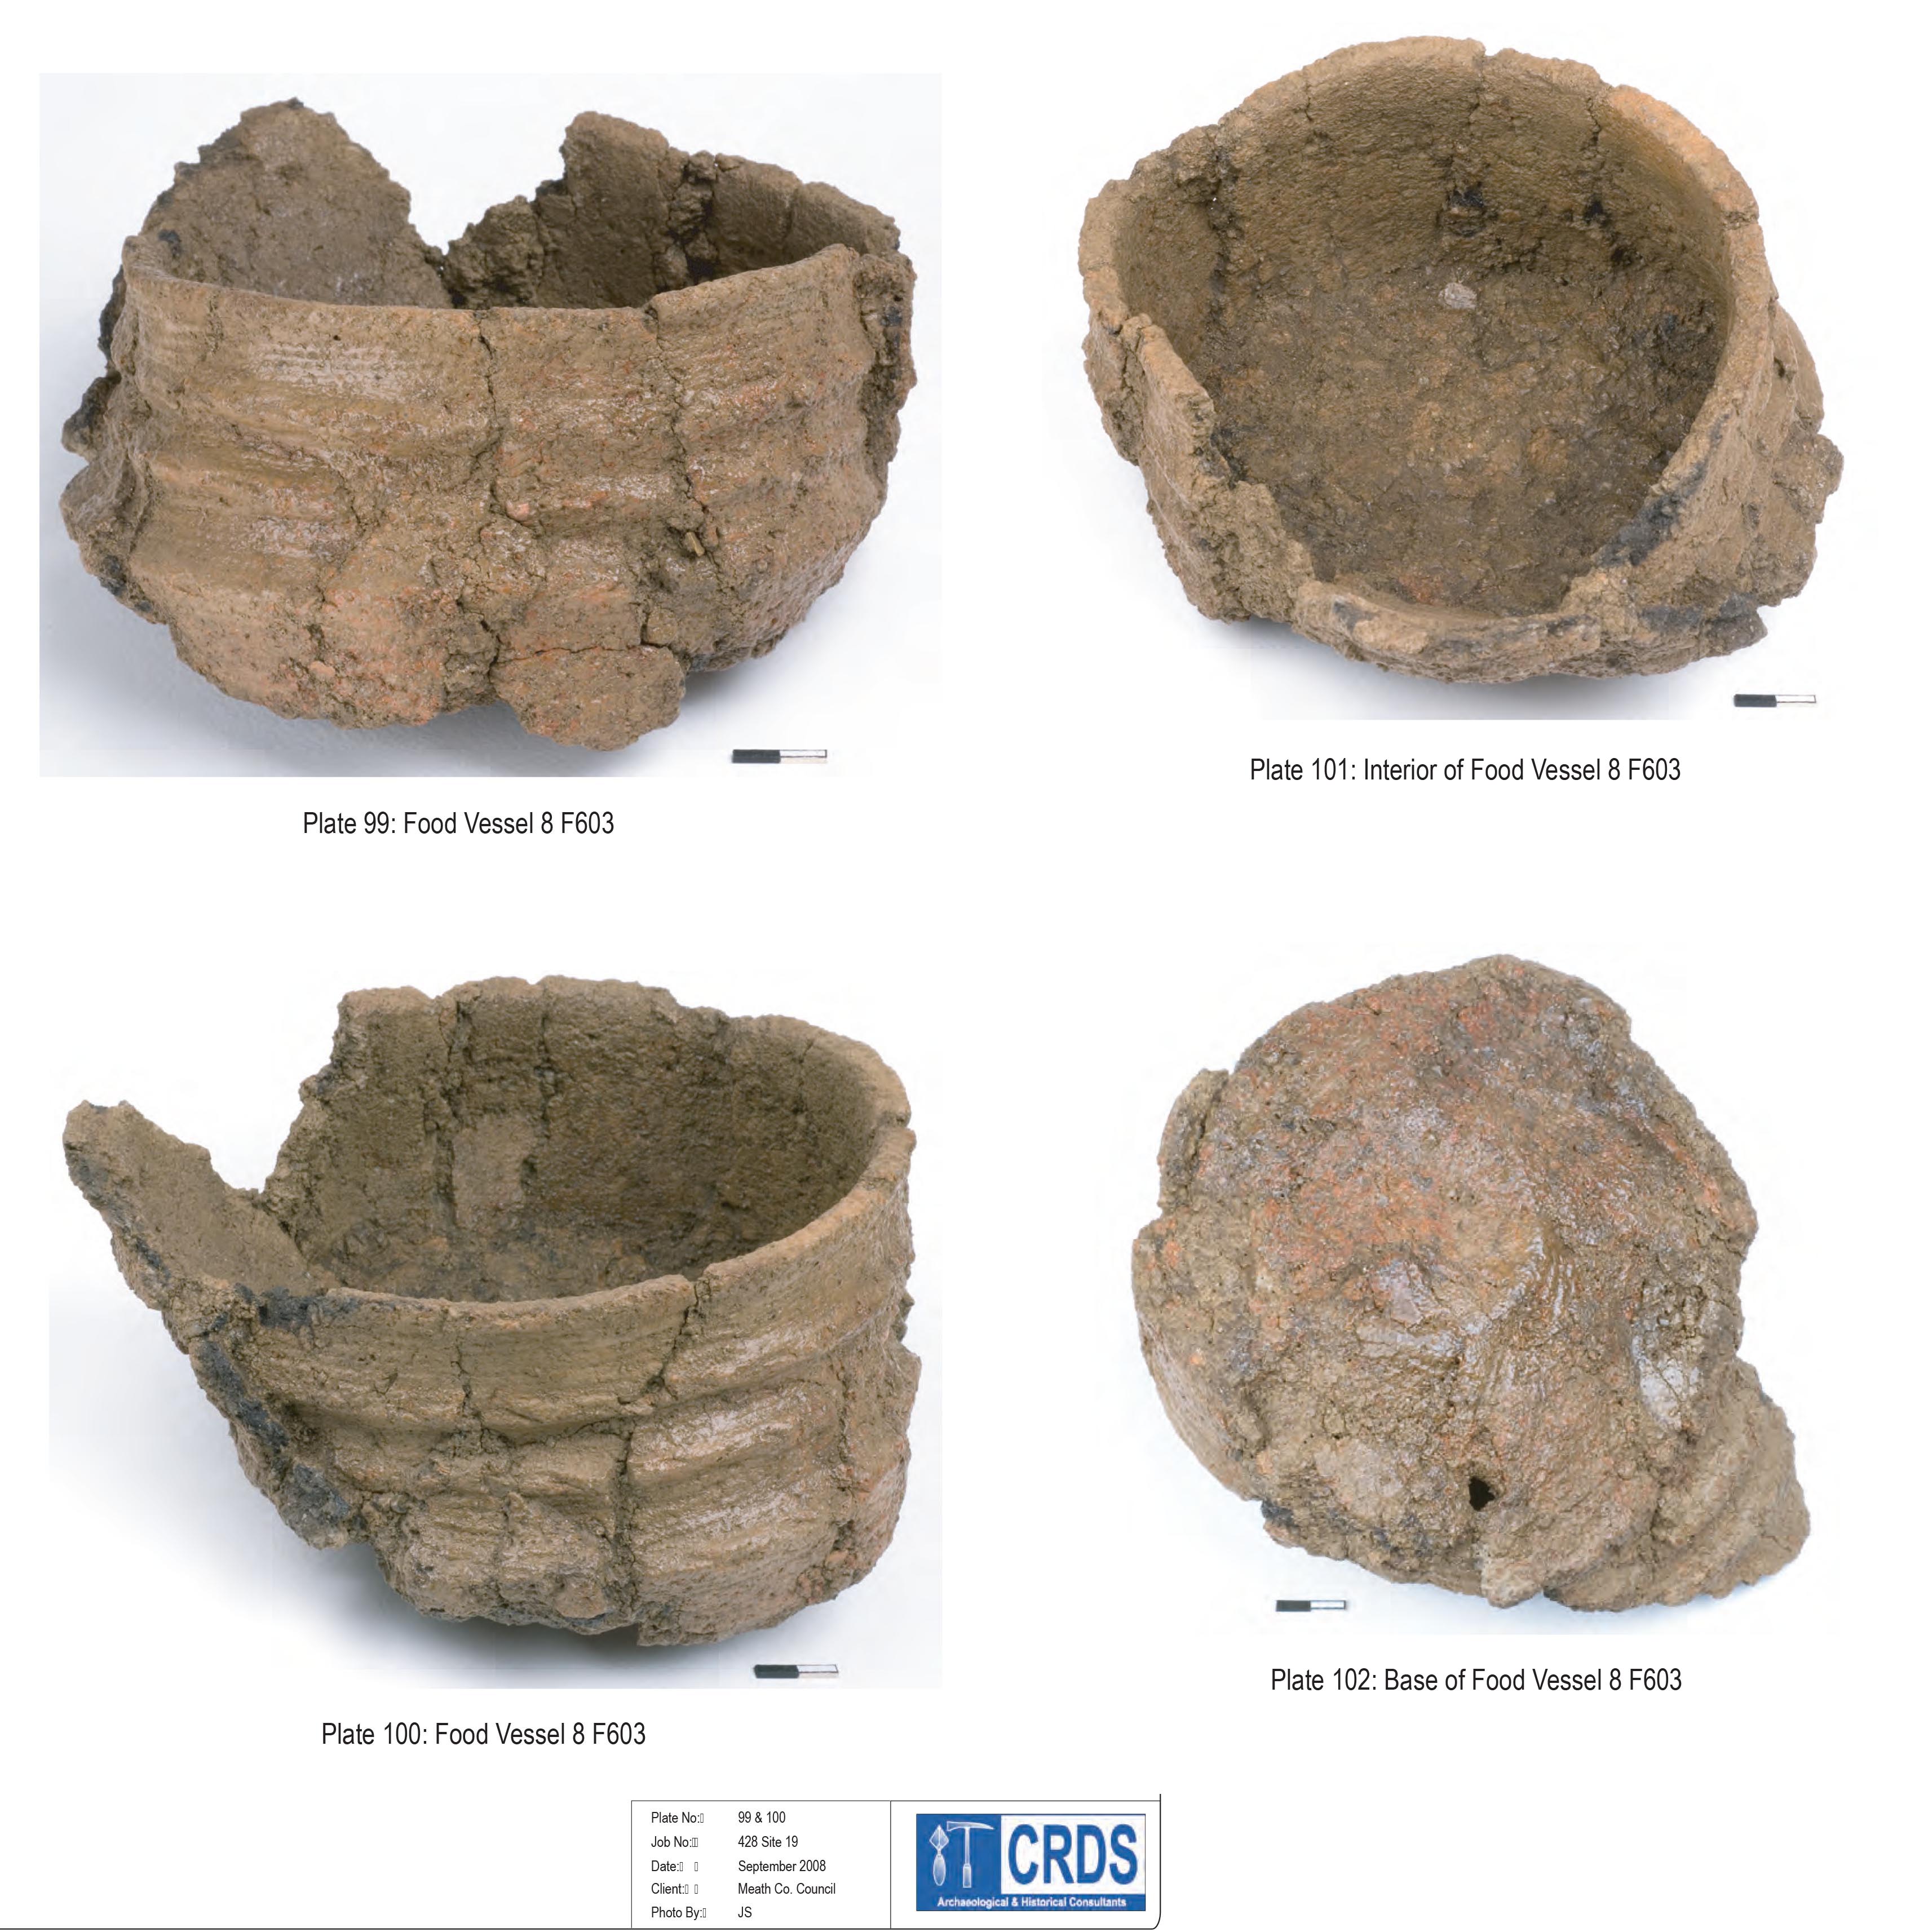 Plate 99: Food Vessel 8 F603
Plate 101: Interior of Food Vessel 8 F603
Plate 100: Food Vessel 8 F603
Plate 102: Base of Food Vessel 8 F603
Plate No: 99 & 100
Job No: 428 Site 19
Date: September 2008
Client: Meath Co. Council
Photo By: JS
CRDS
Archaeological & Historical Consultants